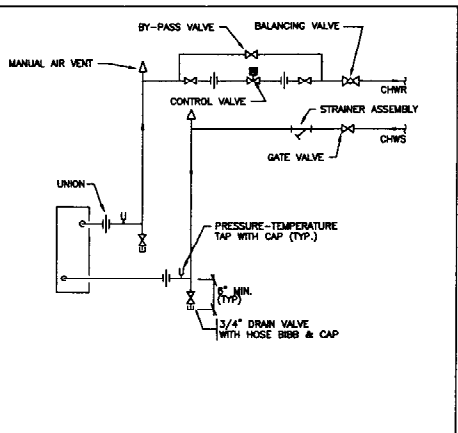 BY-PASS VALVE
BALANCING VALVE
MANUAL AIR VENT
CHWR
CONTROL VALVE
STRAINER ASSEMBLY
CHWS
GATE VALVE
UNION
PRESSURE-TEMPERATURE
TAP WITH CAP (TYP.)
6" MIN.
(TYP)
3/4" DRAIN VALVE
WITH HOSE BIBB & CAP